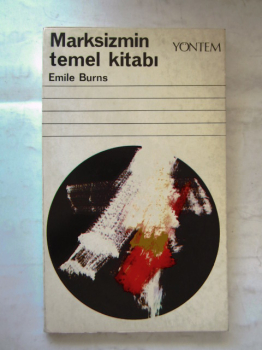 Marksizmin
temel kitabı
YÖNTEM
Emile Burns